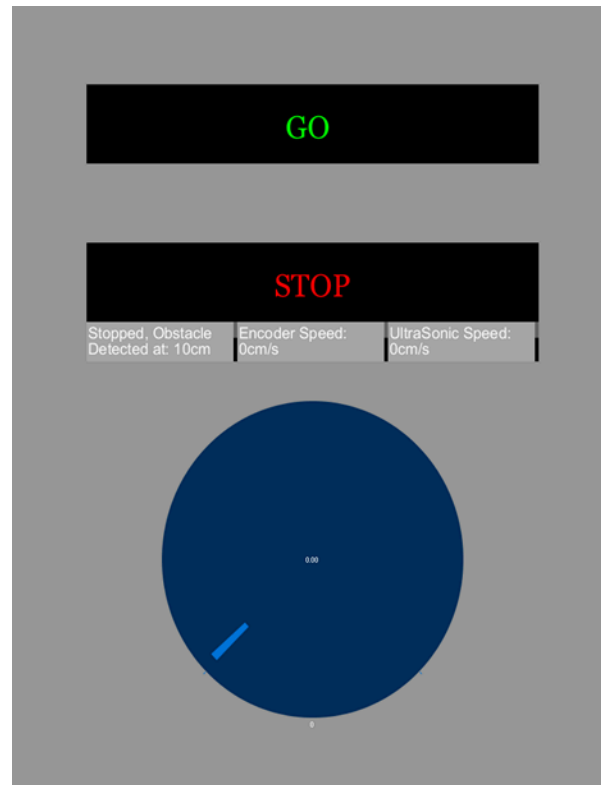 GO
STOP
Stopped, Obstacle
Detected at: 10cm
Encoder Speed:
0cm/s
UltraSonic Speed:
0cm/s
0.00
0